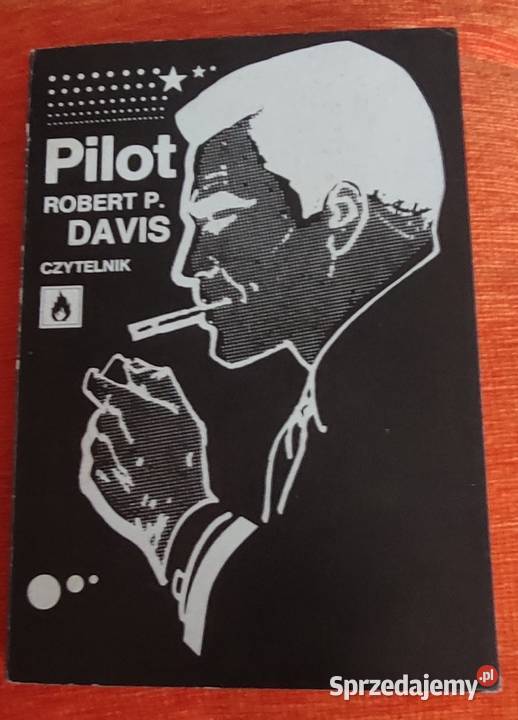 Pilot
ROBERT P.
DAVIS
CZYTELNIK
Sprzedajemy.pl